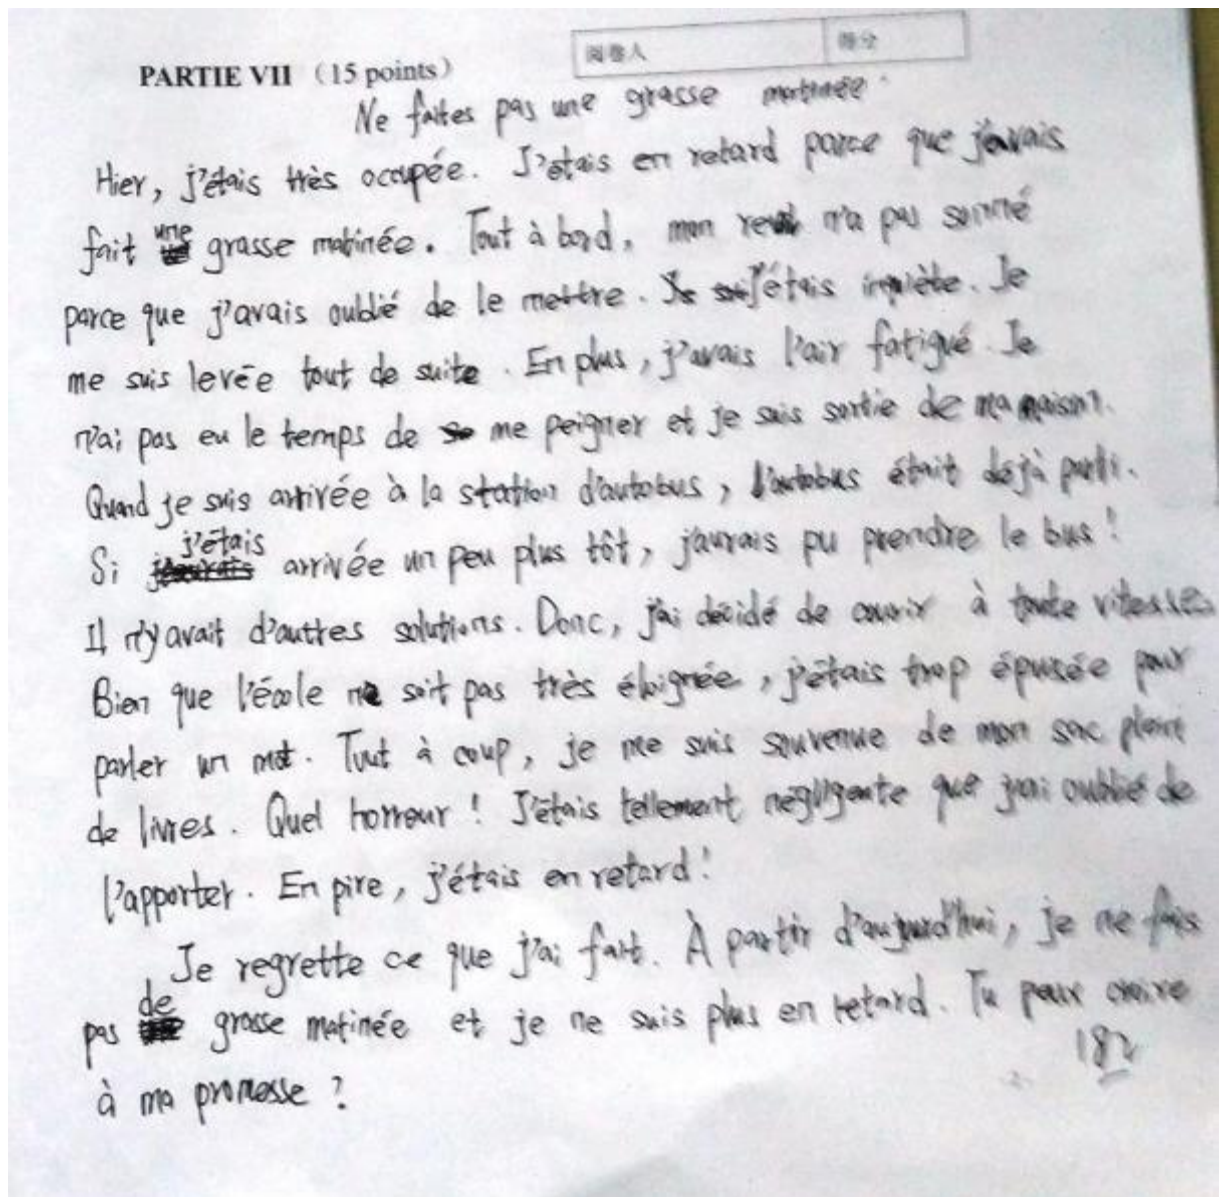 阅卷人 得分
PARTIE VII （15 points）
Ne faites pas une grasse matinée.
Hier, j'étais très occupée. J'étais en retard parce que j'avais
fait une grasse matinée. Tout à bord, mon n'a pas sonné
parce que j'avais oublié de le mettre. J'étais inquiète. Je
me suis levée tout de suite. En plus, j'avais l'air fatigué. Je
n'ai pas eu le temps de me peigner et je suis sortie de ma maison.
Quand je suis arrivée à la station d'autobus, l'autobus était déjà parti.
Si j'étais arrivée un peu plus tôt, j'aurais pu prendre le bus !
Il n'y avait d'autres solutions. Donc, j'ai décidé de courir à toute vitesses
Bien que l'école ne soit pas très éloignée, j'étais trop épusée pour
parler un mot. Tout à coup, je me suis souvenue de mon sac plein
de livres. Quel horreur ! J'étais tellement négligente que j'ai oublié de
l'apporter. En pire, j'étais en retard !
Je regrette ce que j'ai fait. À partir d'aujourd'hui, je ne fais
pas de grasse matinée et je ne suis plus en retard. Tu peux croire
à ma promesse ?
182